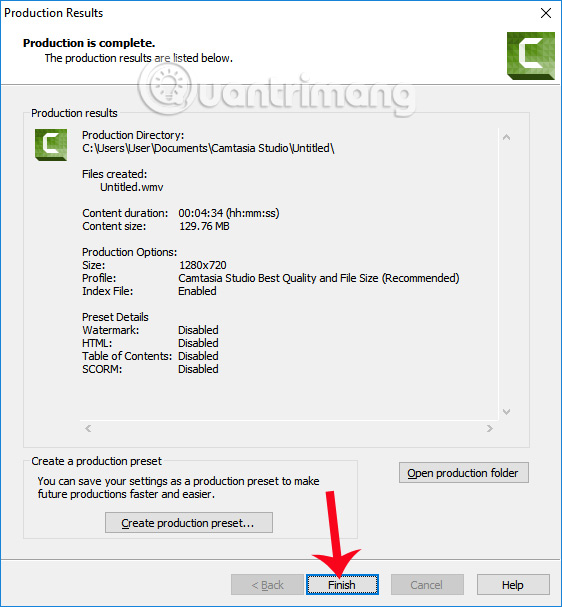 Production Results
Production is complete.
The production results are listed below.
Quantrimang
Production results
Production Directory:
C:\Users\User\Documents\Camtasia Studio\Untitled\
Files created:
Untitled.wmv
Content duration: 00:04:34 (hh:mm:ss)
Content size: 129.76 MB
Production Options:
Size: 1280x720
Profile: Camtasia Studio Best Quality and File Size (Recommended)
Index File: Enabled
Preset Details
Watermark: Disabled
HTML: Disabled
Table of Contents: Disabled
SCORM: Disabled
Create a production preset
You can save your settings as a production preset to make
future productions faster and easier.
Open production folder
Create production preset...
< Back Finish Cancel Help